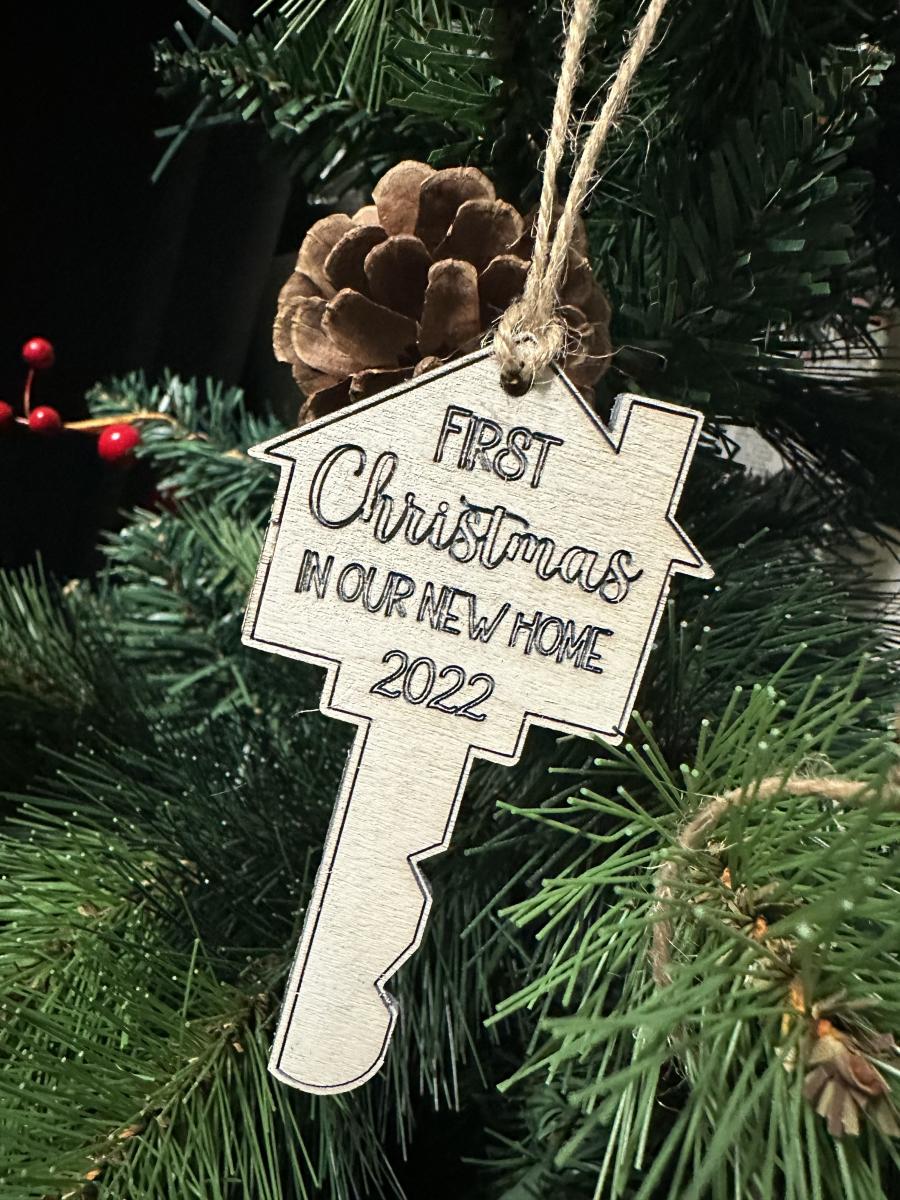 FIRST
Christmas
IN OUR NEW HOME
2022